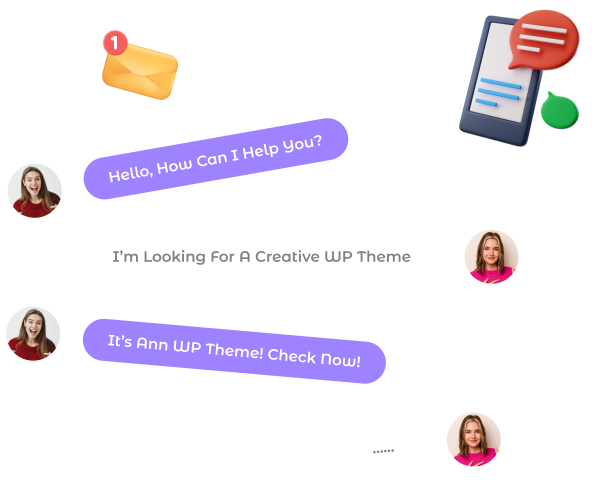 1
Hello, How Can I Help You?
I'm Looking For A Creative WP Theme
It's Ann WP Theme! Check Now!
......